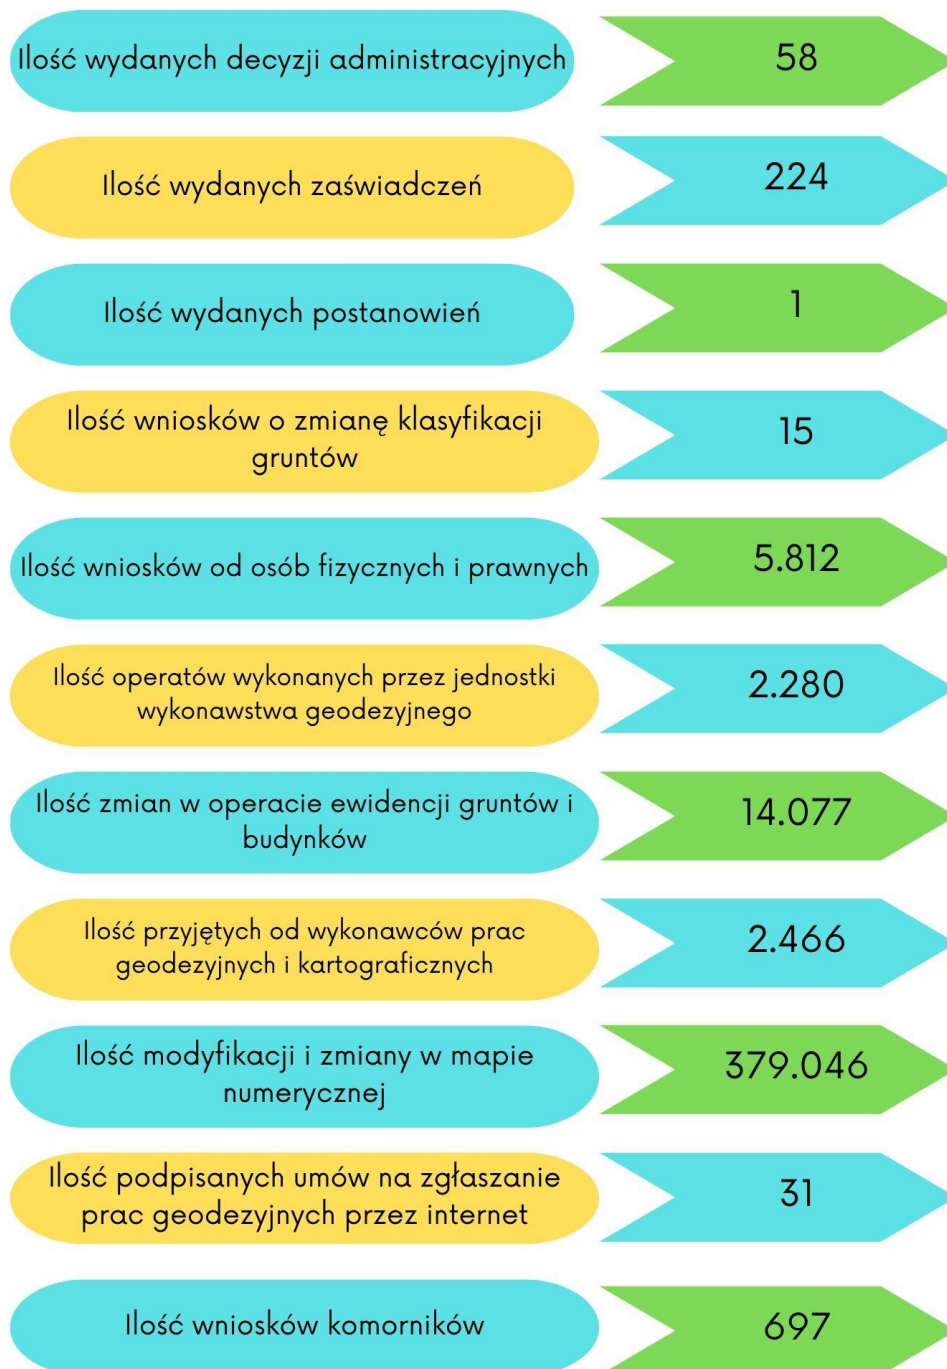 Ilość wydanych decyzji administracyjnych
58
Ilość wydanych zaświadczeń
224
Ilość wydanych postanowień
1
Ilość wniosków o zmianę klasyfikacji
gruntów
15
Ilość wniosków od osób fizycznych i prawnych
5.812
Ilość operatów wykonanych przez jednostki
wykonawstwa geodezyjnego
2.280
Ilość zmian w operacie ewidencji gruntów i
budynków
14.077
Ilość przyjętych od wykonawców prac
geodezyjnych i kartograficznych
2.466
Ilość modyfikacji i zmiany w mapie
numerycznej
379.046
Ilość podpisanych umów na zgłaszanie
prac geodezyjnych przez internet
31
Ilość wniosków komorników
697